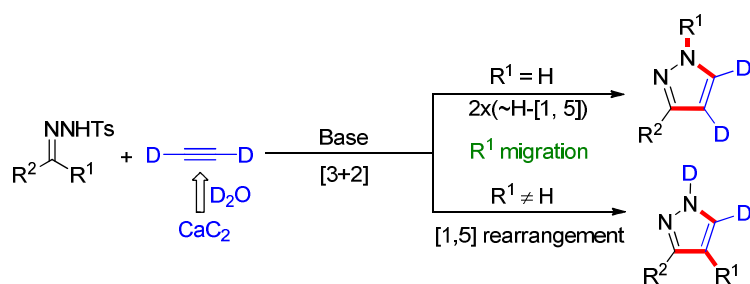 NNHTs
R² R¹
+
D D
D₂O
CaC₂
Base
[3+2]
R¹ = H
2x(~H-[1, 5])
R¹ migration
R¹ ≠ H
[1,5] rearrangement
R¹
N
N
D
R²
D
D
N
N
D
R²
R¹